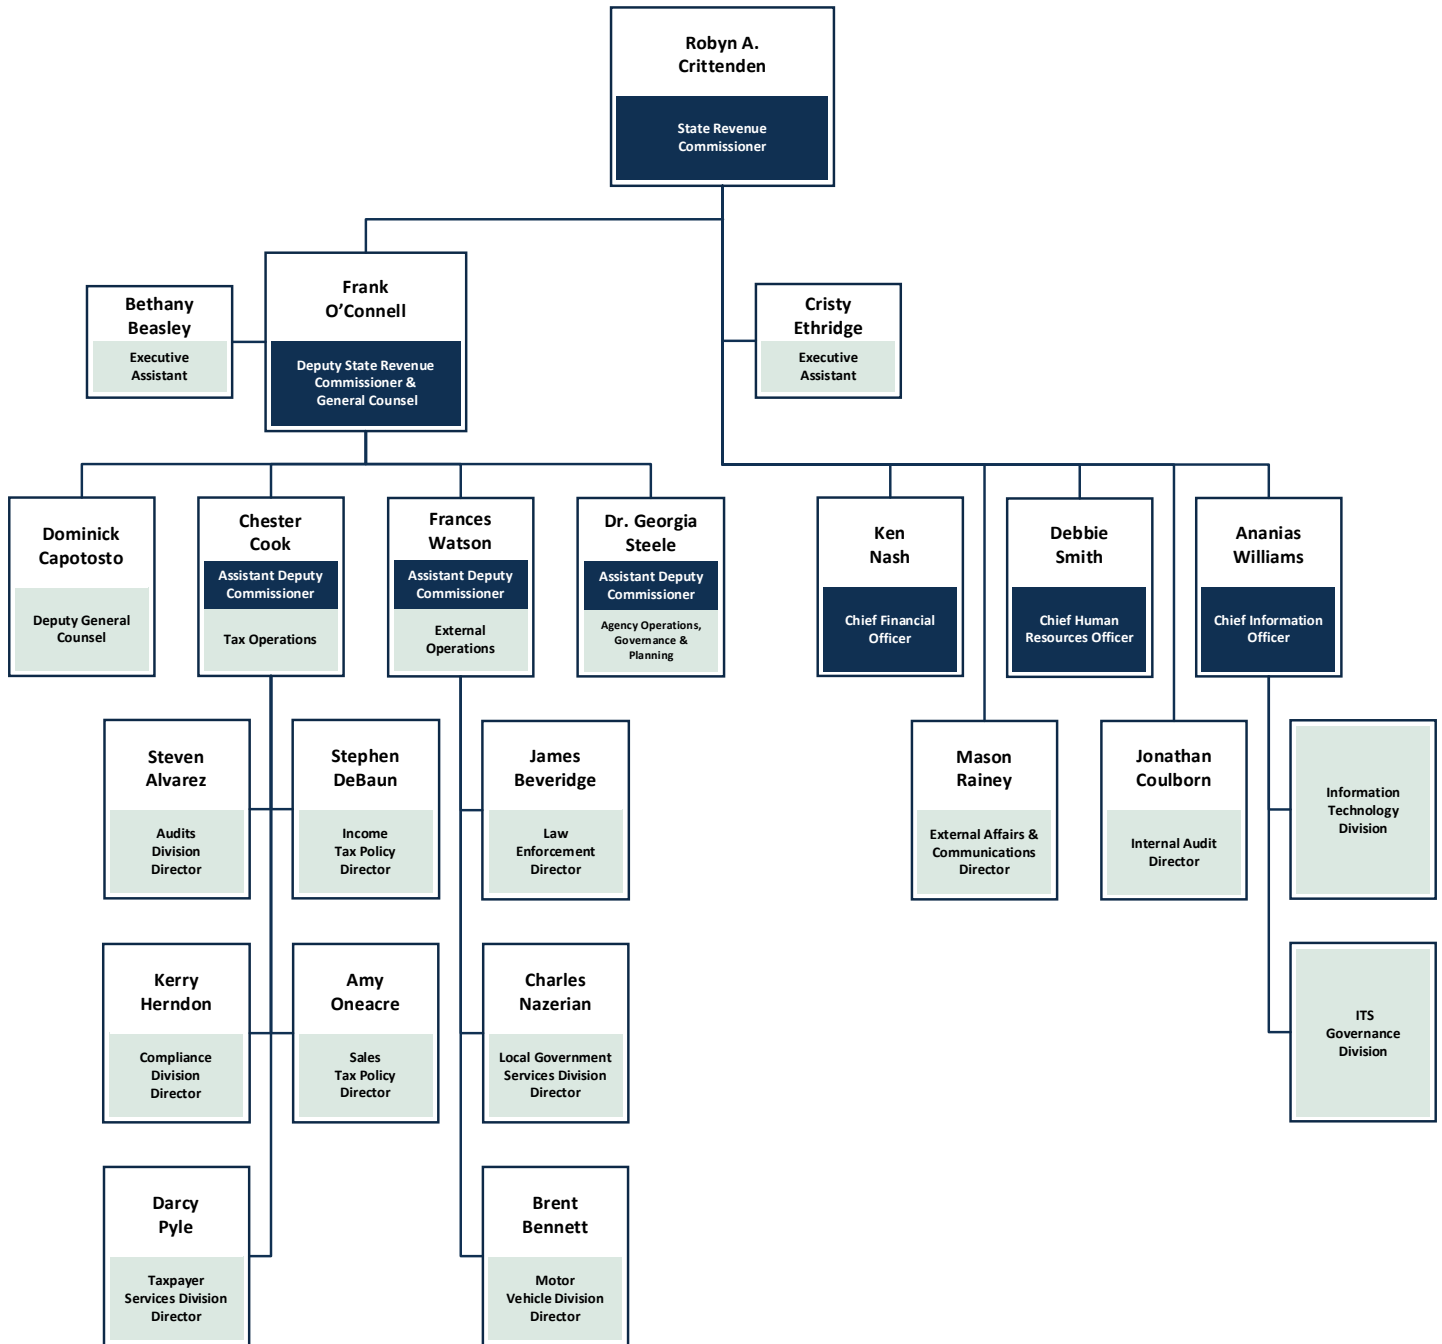 Robyn A.
Crittenden
State Revenue
Commissioner
Frank
O’Connell
Deputy State Revenue
Commissioner &
General Counsel
Bethany
Beasley
Executive
Assistant
Cristy
Ethridge
Executive
Assistant
Dominick
Capotosto
Deputy General
Counsel
Chester
Cook
Assistant Deputy
Commissioner
Tax Operations
Frances
Watson
Assistant Deputy
Commissioner
External
Operations
Dr. Georgia
Steele
Assistant Deputy
Commissioner
Agency Operations,
Governance &
Planning
Ken
Nash
Chief Financial
Officer
Debbie
Smith
Chief Human
Resources Officer
Ananias
Williams
Chief Information
Officer
Steven
Alvarez
Audits
Division
Director
Stephen
DeBaun
Income
Tax Policy
Director
James
Beveridge
Law
Enforcement
Director
Mason
Rainey
External Affairs &
Communications
Director
Jonathan
Coulborn
Internal Audit
Director
Information
Technology
Division
Kerry
Herndon
Compliance
Division
Director
Amy
Oneacre
Sales
Tax Policy
Director
Charles
Nazerian
Local Government
Services Division
Director
ITS
Governance
Division
Darcy
Pyle
Taxpayer
Services Division
Director
Brent
Bennett
Motor
Vehicle Division
Director